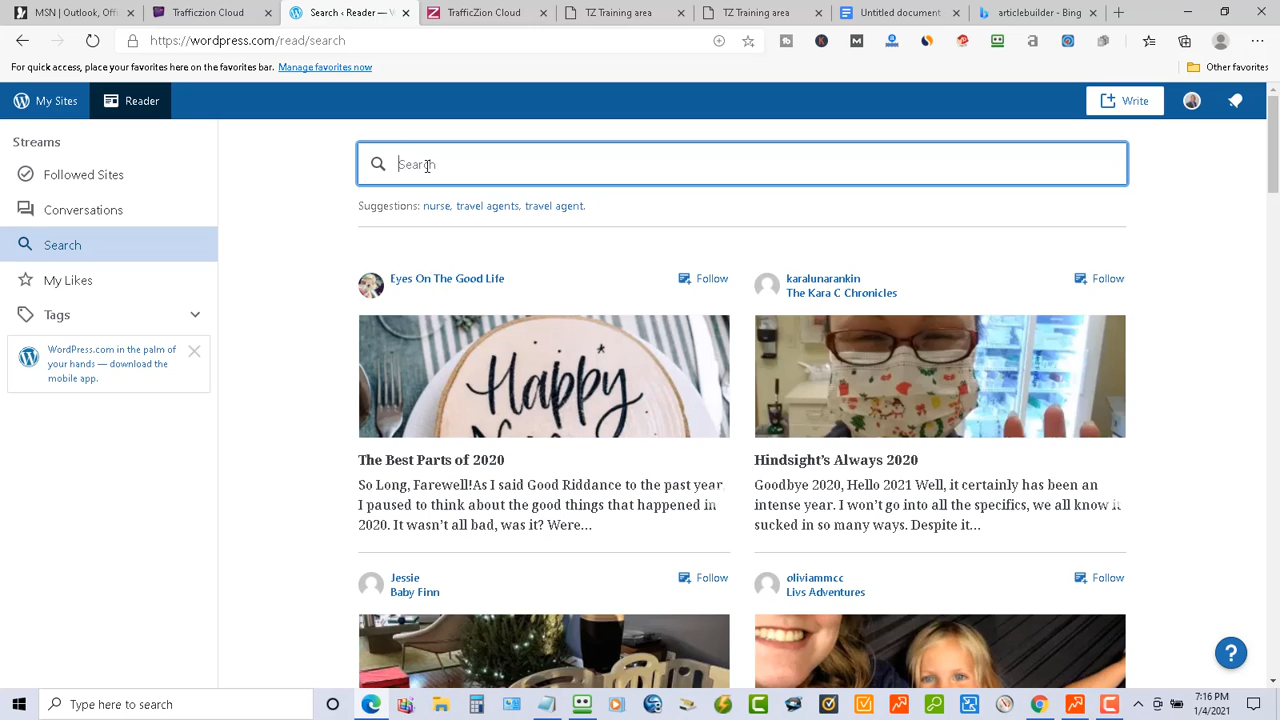 MSN Outlook, Offi
Traffizzion Cloud
Search ‹ Reader —
Traffizzion Cloud
TZ Training area
TZ Training area
Untitled document
articlebuilder - Bing
https://wordpress.com/read/search
For quick access, place your favorites here on the favorites bar. Manage favorites now
Other favorites
My Sites
Reader
Write
Streams
Followed Sites
Conversations
Search
My Likes
Tags
WordPress.com in the palm of
your hands — download the
mobile app.
Search
Suggestions: nurse, travel agents, travel agent.
Eyes On The Good Life
Follow
Happy
The Best Parts of 2020
So Long, Farewell!As I said Good Riddance to the past year
I paused to think about the good things that happened in
2020. It wasn't all bad, was it? Were...
karalunarankin
The Kara C Chronicles
Follow
Hindsight's Always 2020
Goodbye 2020, Hello 2021 Well, it certainly has been an
intense year. I won't go into all the specifics, we all know it
sucked in so many ways. Despite it...
Jessie
Baby Finn
Follow
oliviammcc
Livs Adventures
Follow
Type here to search
7:16 PM
1/4/2021